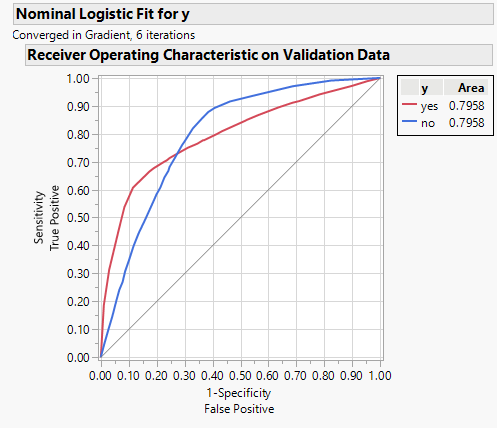 Nominal Logistic Fit for y
Converged in Gradient, 6 iterations
Receiver Operating Characteristic on Validation Data
y Area
yes 0.7958
no 0.7958
1.00
0.90
0.80
0.70
0.60
0.50
0.40
0.30
0.20
0.10
0.00
Sensitivity
True Positive
0.00 0.10 0.20 0.30 0.40 0.50 0.60 0.70 0.80 0.90 1.00
1-Specificity
False Positive